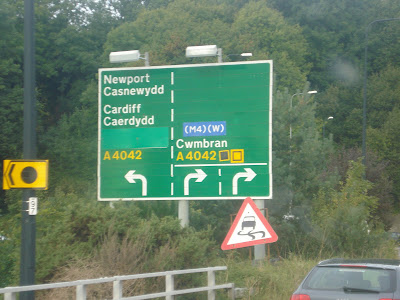 Newport
Casnewydd
Cardiff
Caerdydd
A4042
(M4)(W)
Cwmbran
A4042